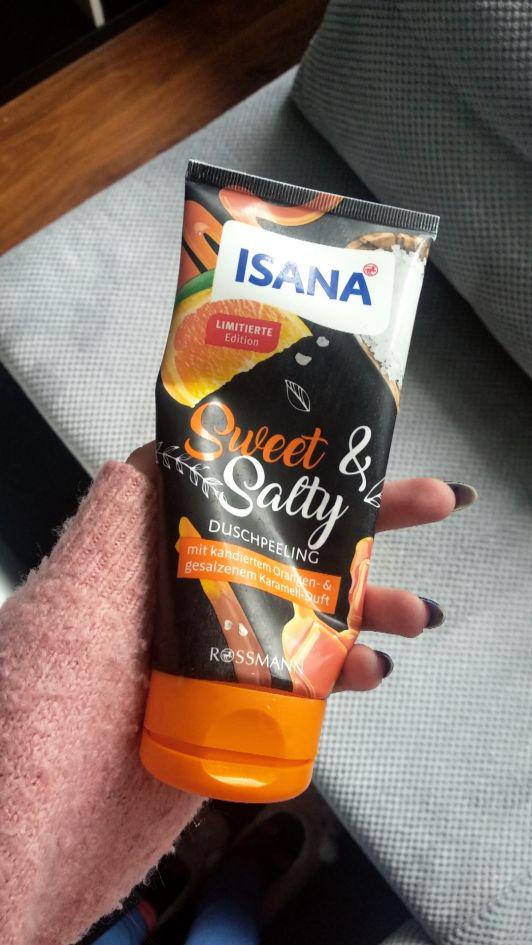 ISANA
LIMITIERTE
Edition
Sweet &
Salty
DUSCHPEELING
mit kandiertem Orangen- &
gesalzenem Karamell-Duft
ROSSMANN